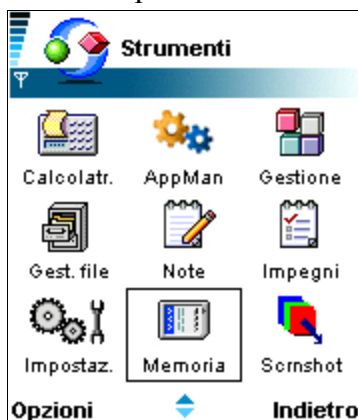 Strumenti
Calcolatr. AppMan Gestione
Gest. file Note Impegni
Impostaz. Memoria Scrnshot
Opzioni Indietro